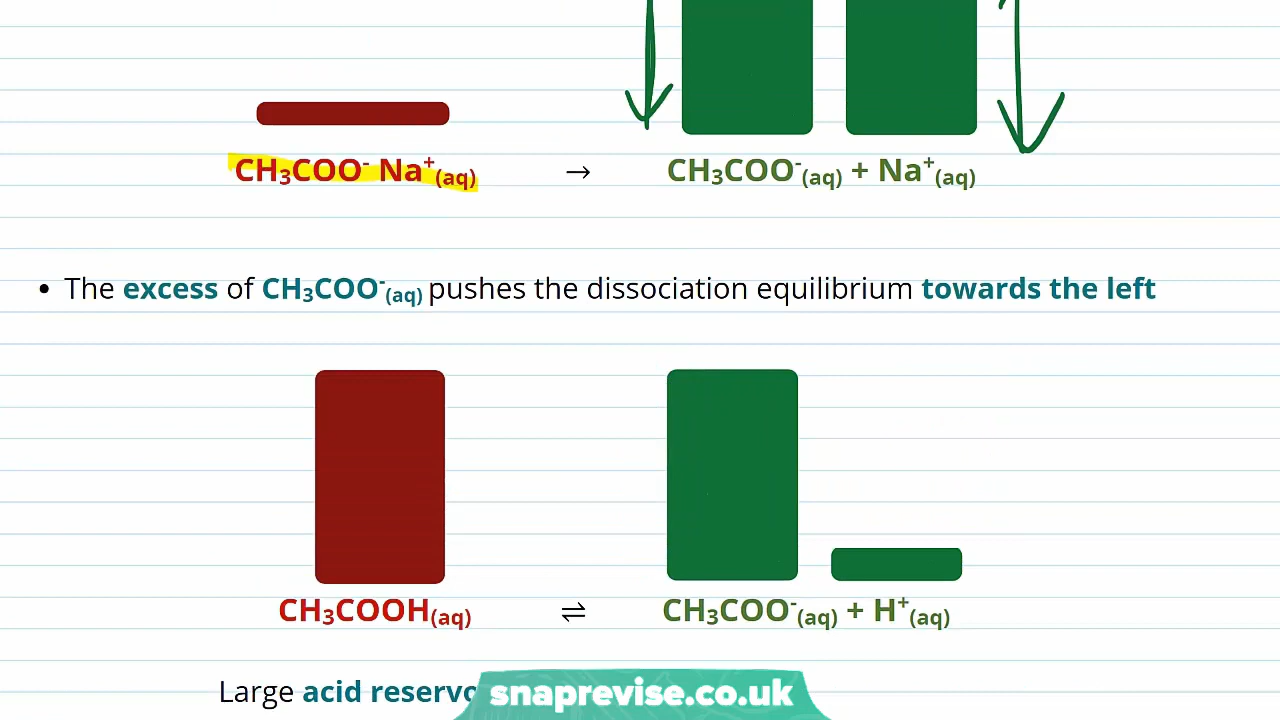 CH₃COO⁻ Na⁺(aq) → CH₃COO⁻(aq) + Na⁺(aq)
• The excess of CH₃COO⁻(aq) pushes the dissociation equilibrium towards the left
CH₃COOH(aq) ⇌ CH₃COO⁻(aq) + H⁺(aq)
Large acid
snaprevise.co.uk